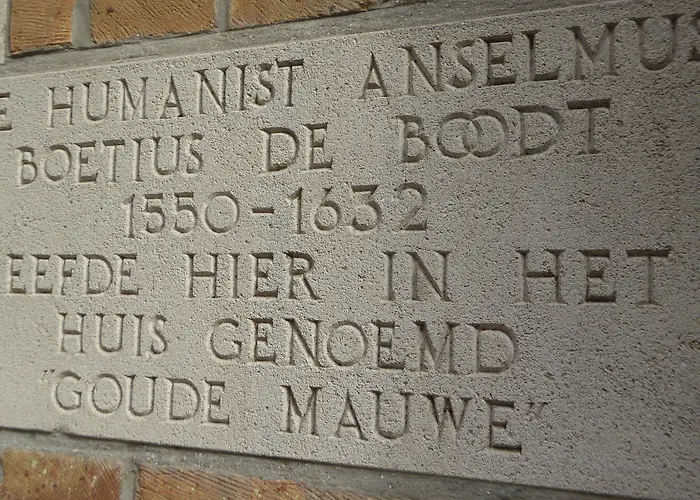 E HUMANIST ANSELMUS
BOETIUS DE BOODT
1550-1632
EEFDE HIER IN HET
HUIS GENOEMD
"GOUDE MAUWE"